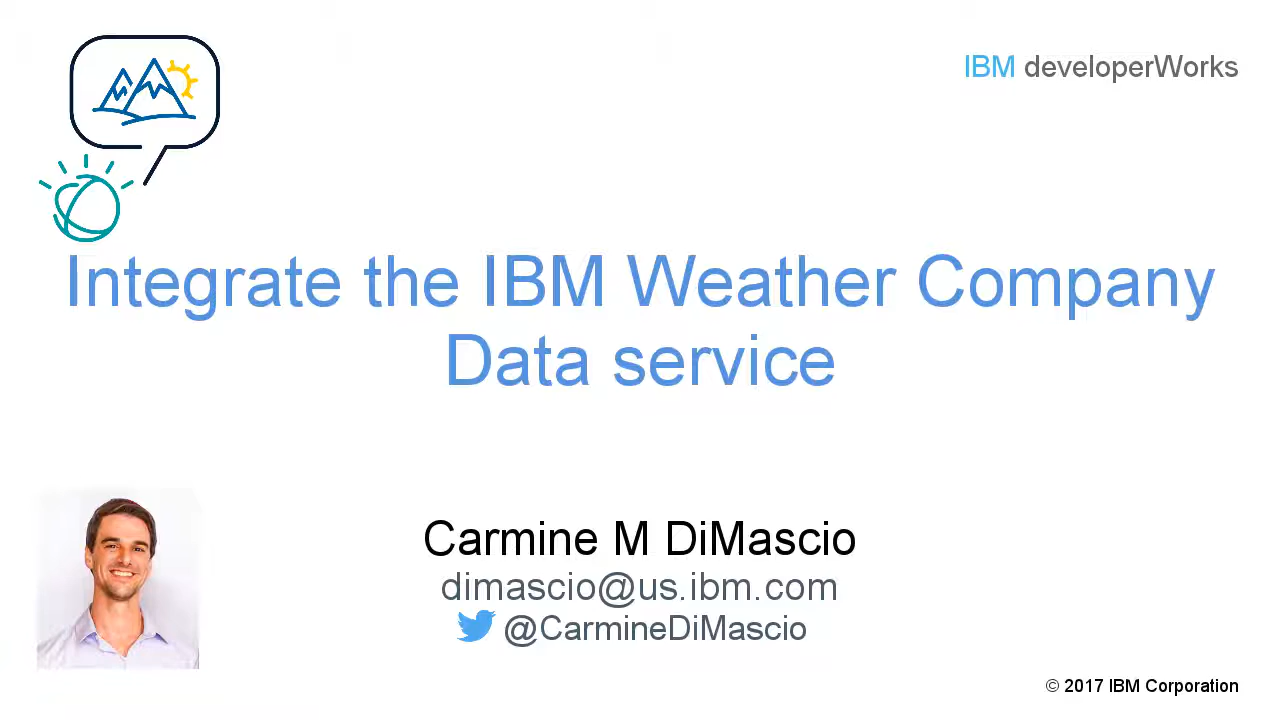 IBM developerWorks
Integrate the IBM Weather Company
Data service
Carmine M DiMascio
dimascio@us.ibm.com
@CarmineDiMascio
© 2017 IBM Corporation